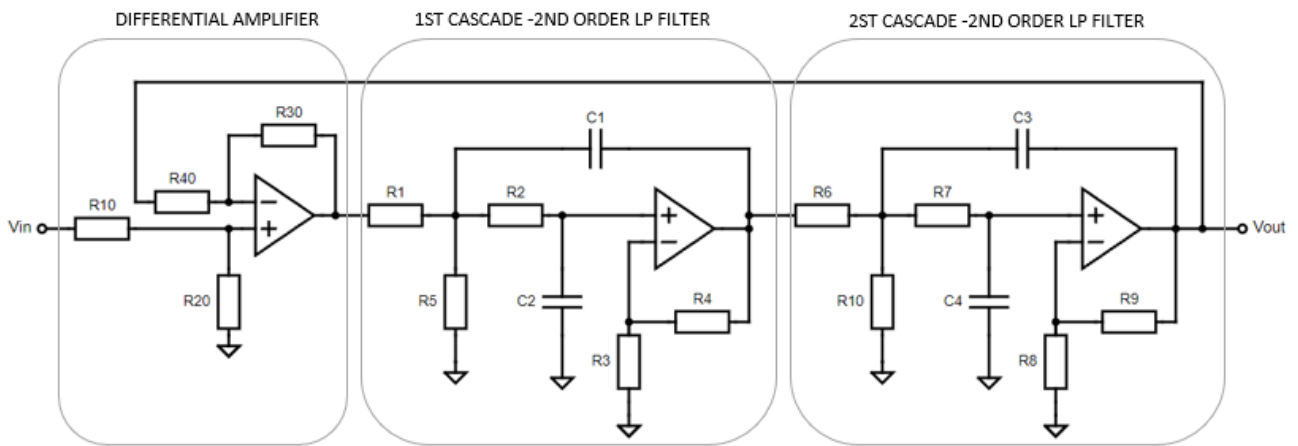 DIFFERENTIAL AMPLIFIER
1ST CASCADE -2ND ORDER LP FILTER
2ST CASCADE -2ND ORDER LP FILTER
R30
C1
C3
R40
R1
R2
R6
R7
R10
Vin
Vout
R20
R5
C2
R4
R10
C4
R9
R3
R8